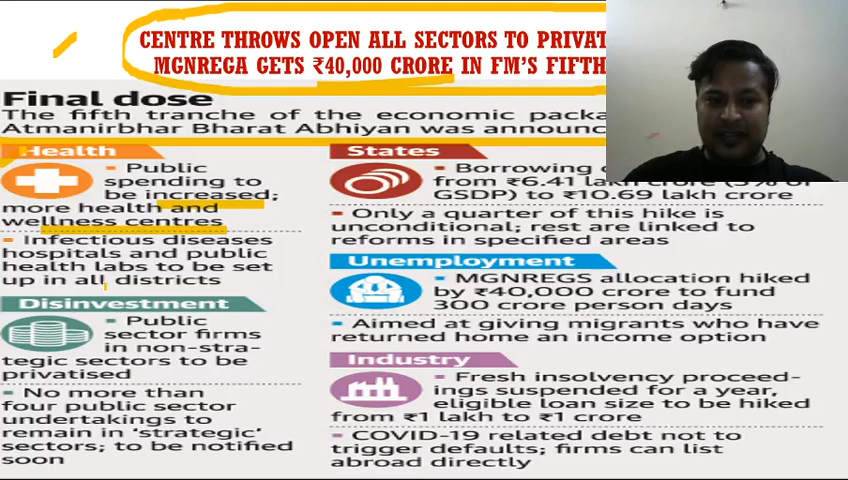 CENTRE THROWS OPEN ALL SECTORS TO
MGNREGA GETS ₹40,000 CRORE IN FM'S FIFTH
Final dose
The fifth tranche of the economic
Atmanirbhar Bharat Abhiyan was
Health
Public
spending to
be increased;
more health and
wellness centres
Infectious diseases
hospitals and public
health labs to be set
up in all districts
Disinvestment
Public
sector firms
in non-stra-
tegic sectors to be
privatised
No more than
four public sector
undertakings to
remain in 'strategic'
sectors; to be notified
soon
States
Borrowing
from ₹6.41 lakh crore (3% of
GSDP) to ₹10.69 lakh crore
Only a quarter of this hike is
unconditional; rest are linked to
reforms in specified areas
Unemployment
MGNREGS allocation hiked
by ₹40,000 crore to fund
300 crore person days
Aimed at giving migrants who have
returned home an income option
Industry
Fresh insolvency proceed-
ings suspended for a year,
eligible loan size to be hiked
from ₹1 lakh to ₹1 crore
COVID-19 related debt not to
trigger defaults; firms can list
abroad directly